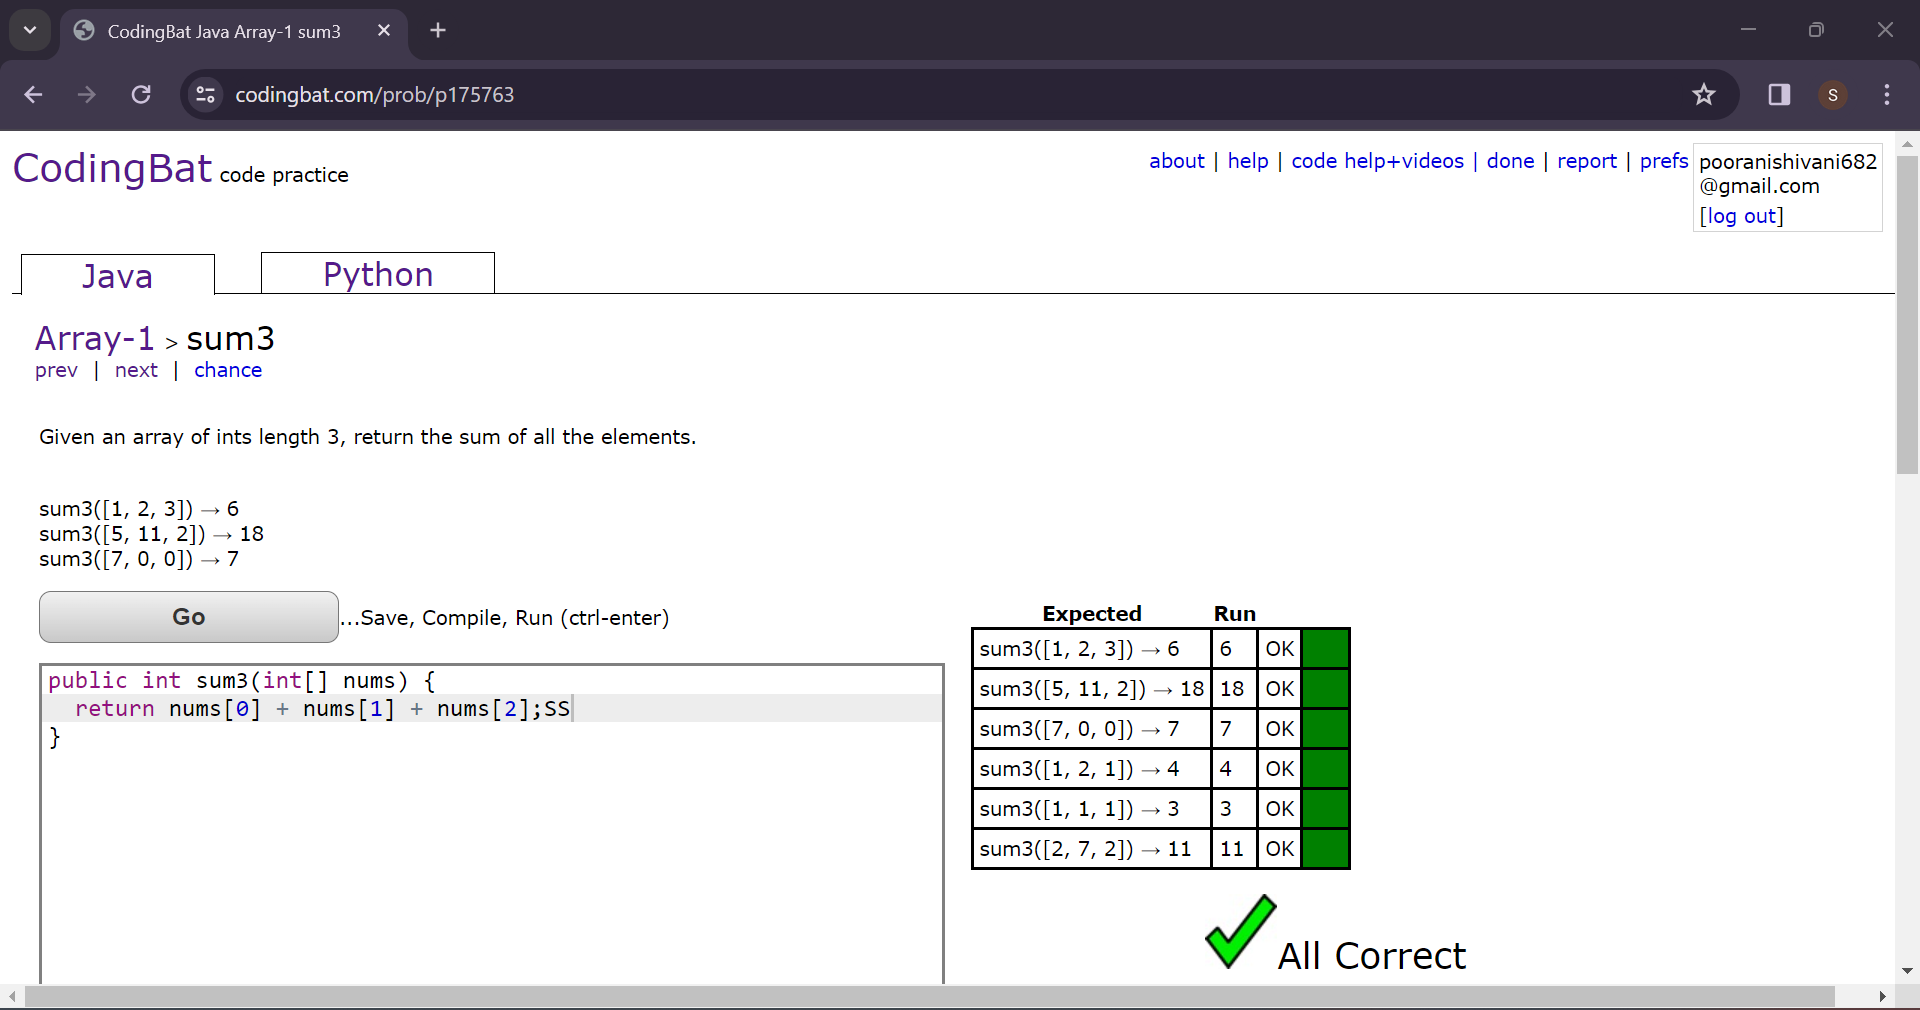 CodingBat Java Array-1 sum3
codingbat.com/prob/p175763
S
CodingBat code practice
about | help | code help+videos | done | report | prefs
pooranishivani682
@gmail.com
[log out]
Java
Python
Array-1 > sum3
prev | next | chance
Given an array of ints length 3, return the sum of all the elements.
sum3([1, 2, 3]) → 6
sum3([5, 11, 2]) → 18
sum3([7, 0, 0]) → 7
Go
...Save, Compile, Run (ctrl-enter)
public int sum3(int[] nums) {
  return nums[0] + nums[1] + nums[2];SS
}
Expected Run
sum3([1, 2, 3]) → 6 6 OK
sum3([5, 11, 2]) → 18 18 OK
sum3([7, 0, 0]) → 7 7 OK
sum3([1, 2, 1]) → 4 4 OK
sum3([1, 1, 1]) → 3 3 OK
sum3([2, 7, 2]) → 11 11 OK
All Correct